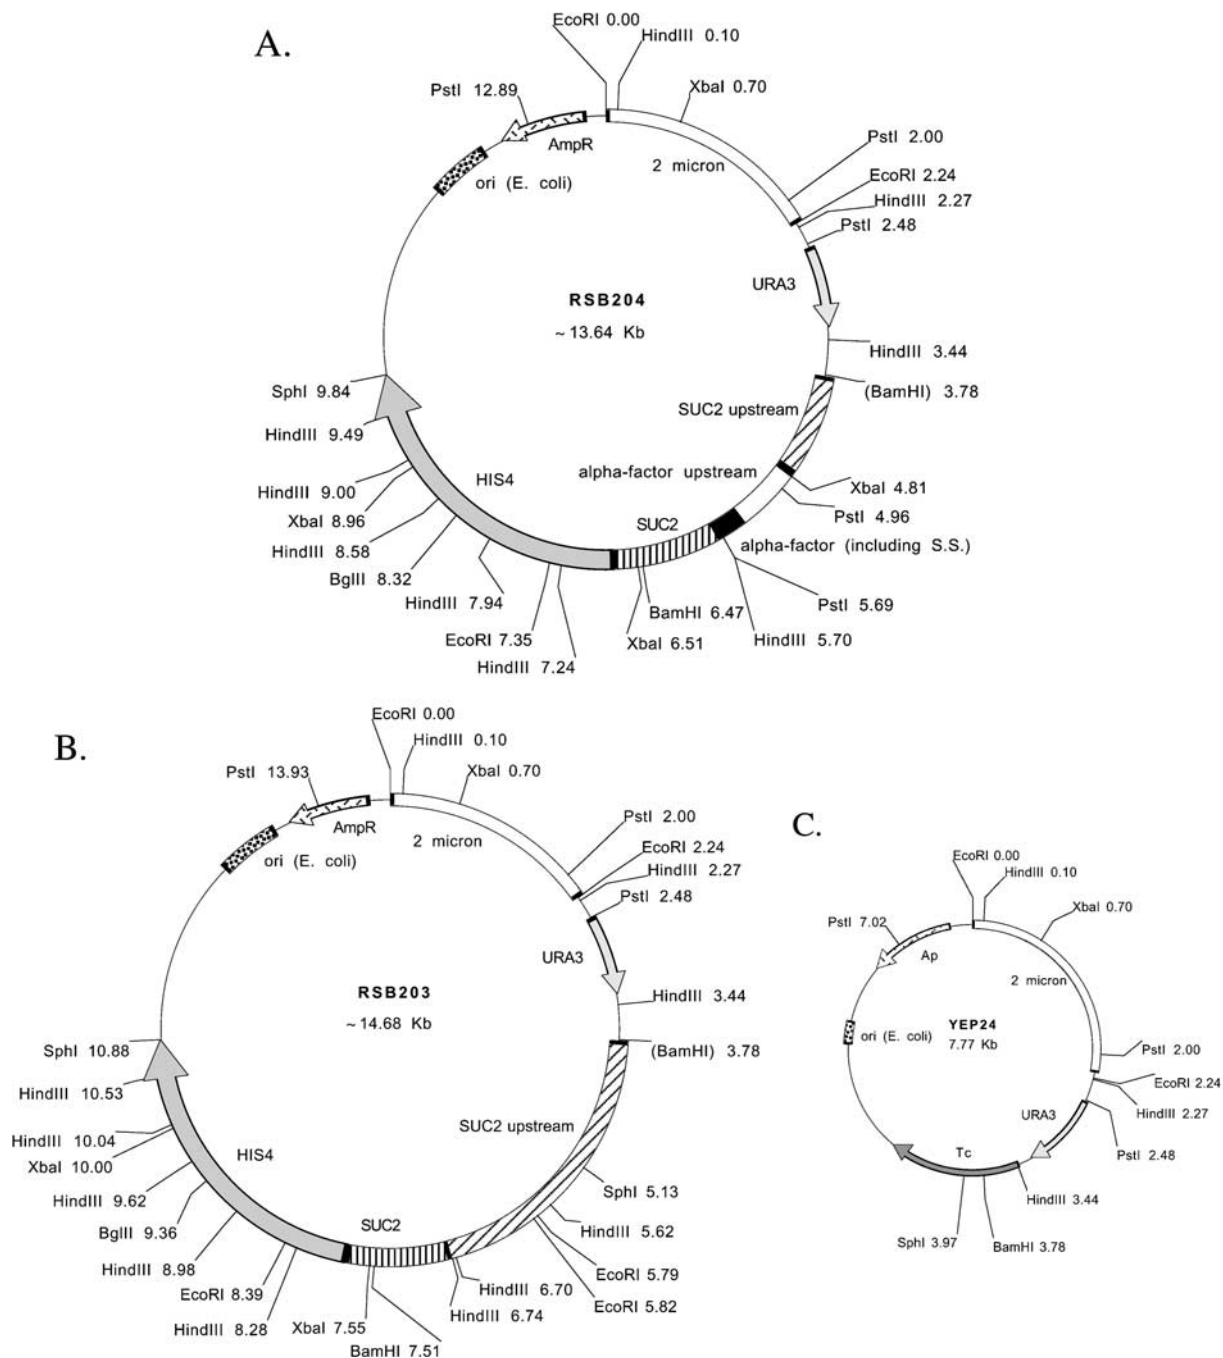 A.
EcoRI 0.00
HindIII 0.10
XbaI 0.70
PstI 12.89
AmpR
2 micron
PstI 2.00
EcoRI 2.24
HindIII 2.27
PstI 2.48
ori (E. coli)
URA3
RSB204
~ 13.64 Kb
HindIII 3.44
(BamHI) 3.78
SphI 9.84
SUC2 upstream
HindIII 9.49
alpha-factor upstream
HIS4
XbaI 4.81
HindIII 9.00
PstI 4.96
XbaI 8.96
SUC2
alpha-factor (including S.S.)
HindIII 8.58
BglII 8.32
HindIII 7.94
PstI 5.69
BamHI 6.47
EcoRI 7.35
XbaI 6.51
HindIII 5.70
HindIII 7.24
B.
EcoRI 0.00
HindIII 0.10
PstI 13.93
XbaI 0.70
AmpR
2 micron
PstI 2.00
EcoRI 2.24
HindIII 2.27
PstI 2.48
ori (E. coli)
URA3
RSB203
~ 14.68 Kb
HindIII 3.44
(BamHI) 3.78
SphI 10.88
HindIII 10.53
SUC2 upstream
HindIII 10.04
HIS4
XbaI 10.00
SphI 5.13
HindIII 9.62
HindIII 5.62
BglII 9.36
SUC2
HindIII 8.98
EcoRI 5.79
HindIII 6.70
EcoRI 8.39
EcoRI 5.82
HindIII 6.74
HindIII 8.28
XbaI 7.55
BamHI 7.51
C.
EcoRI 0.00
HindIII 0.10
XbaI 0.70
PstI 7.02
Ap
2 micron
ori (E. coli)
YEP24
7.77 Kb
PstI 2.00
EcoRI 2.24
HindIII 2.27
URA3
PstI 2.48
Tc
HindIII 3.44
SphI 3.97
BamHI 3.78